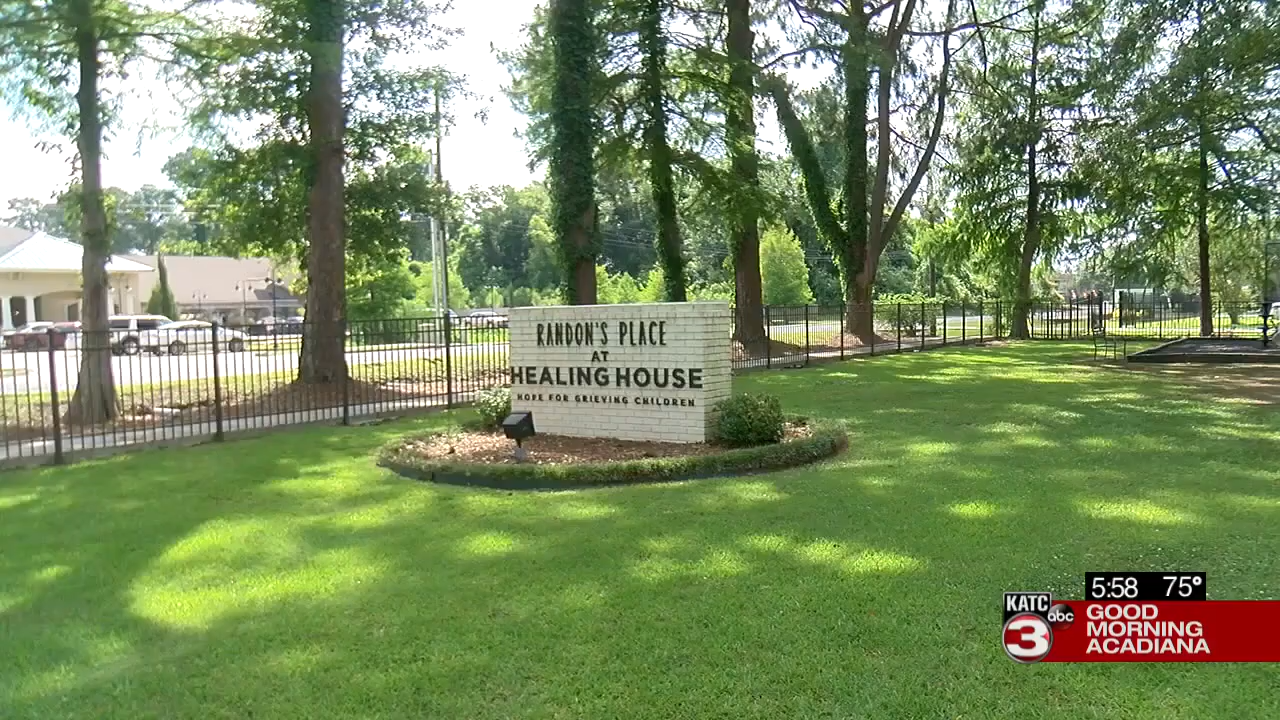 RANDON'S PLACE
AT
HEALING HOUSE
HOPE FOR GRIEVING CHILDREN
5:58 75°
KATC
abc
3
GOOD
MORNING
ACADIANA